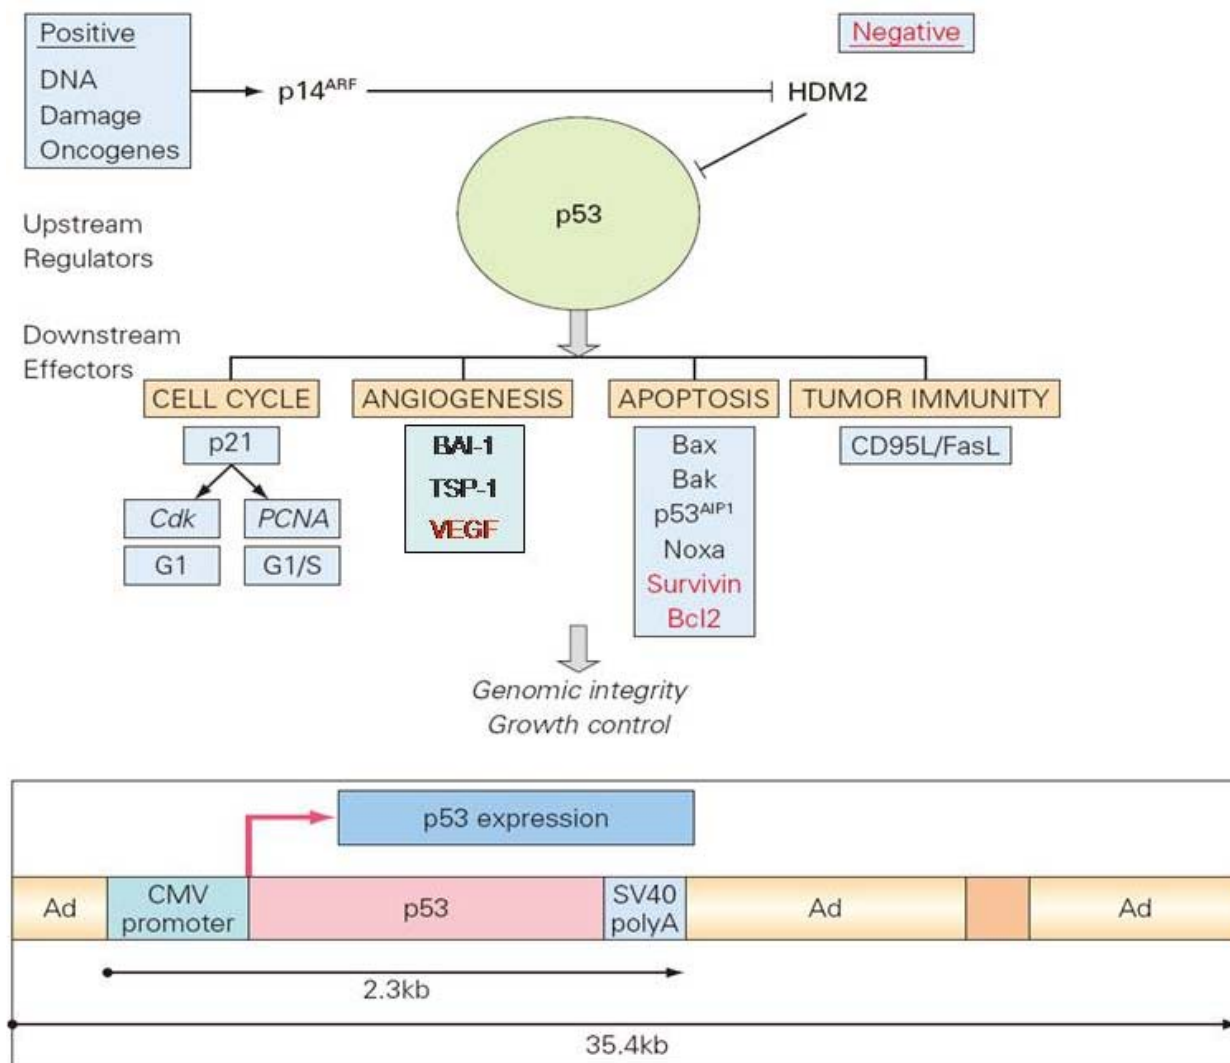 Positive
DNA
Damage
Oncogenes
p14ARF
Negative
HDM2
p53
Upstream
Regulators
Downstream
Effectors
CELL CYCLE
ANGIOGENESIS
APOPTOSIS
TUMOR IMMUNITY
p21
Cdk
PCNA
G1
G1/S
BAI-1
TSP-1
VEGF
Bax
Bak
p53AIP1
Noxa
Survivin
Bcl2
CD95L/FasL
Genomic integrity
Growth control
p53 expression
Ad
CMV
promoter
p53
SV40
polyA
Ad
Ad
2.3kb
35.4kb